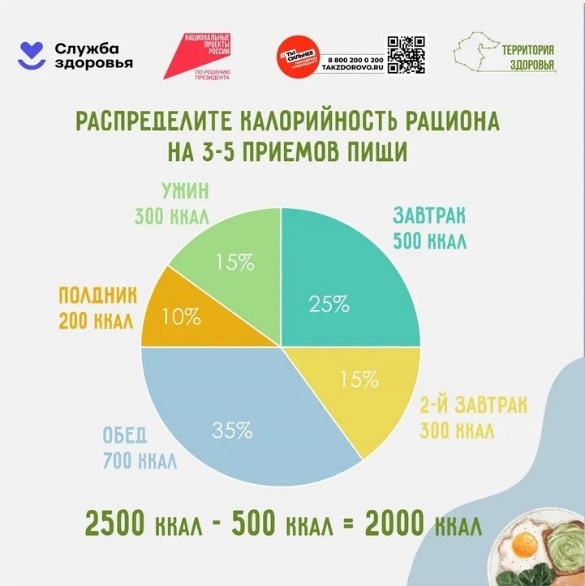 Служба
здоровья
НАЦИОНАЛЬНЫЕ
ПРОЕКТЫ
РОССИИ
ПО РЕШЕНИЮ
ПРЕЗИДЕНТА
ТЫ
СИЛЬНЕЕ
8 800 200 0 200
TAKZDOROVO.RU
ТЕРРИТОРИЯ
ЗДОРОВЬЯ
РАСПРЕДЕЛИТЕ КАЛОРИЙНОСТЬ РАЦИОНА
НА 3-5 ПРИЕМОВ ПИЩИ
УЖИН
300 ККАЛ
15%
ЗАВТРАК
500 ККАЛ
25%
ПОЛДНИК
200 ККАЛ
10%
15%
2-Й ЗАВТРАК
300 ККАЛ
ОБЕД
700 ККАЛ
35%
2500 ККАЛ - 500 ККАЛ = 2000 ККАЛ